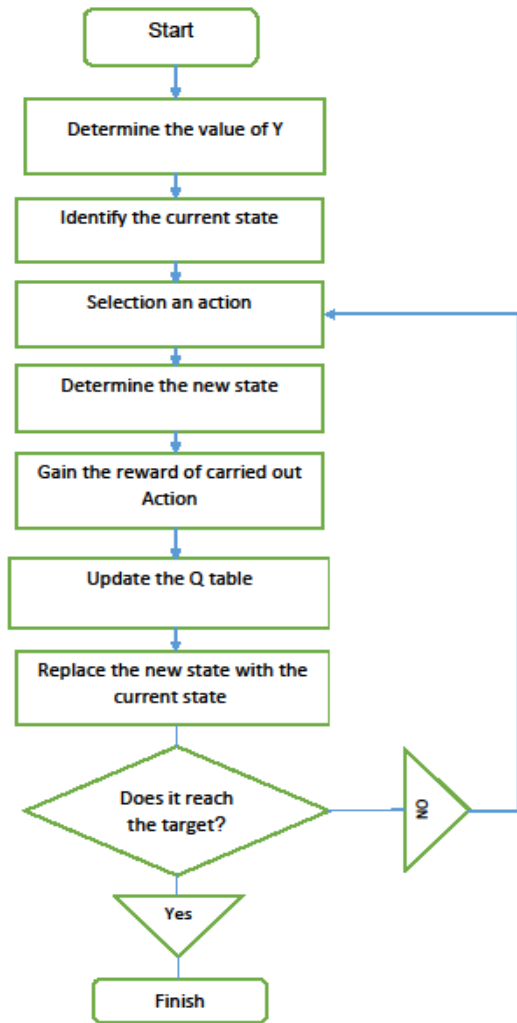 Start
Determine the value of Y
Identify the current state
Selection an action
Determine the new state
Gain the reward of carried out
Action
Update the Q table
Replace the new state with the
current state
Does it reach
the target?
NO
Yes
Finish